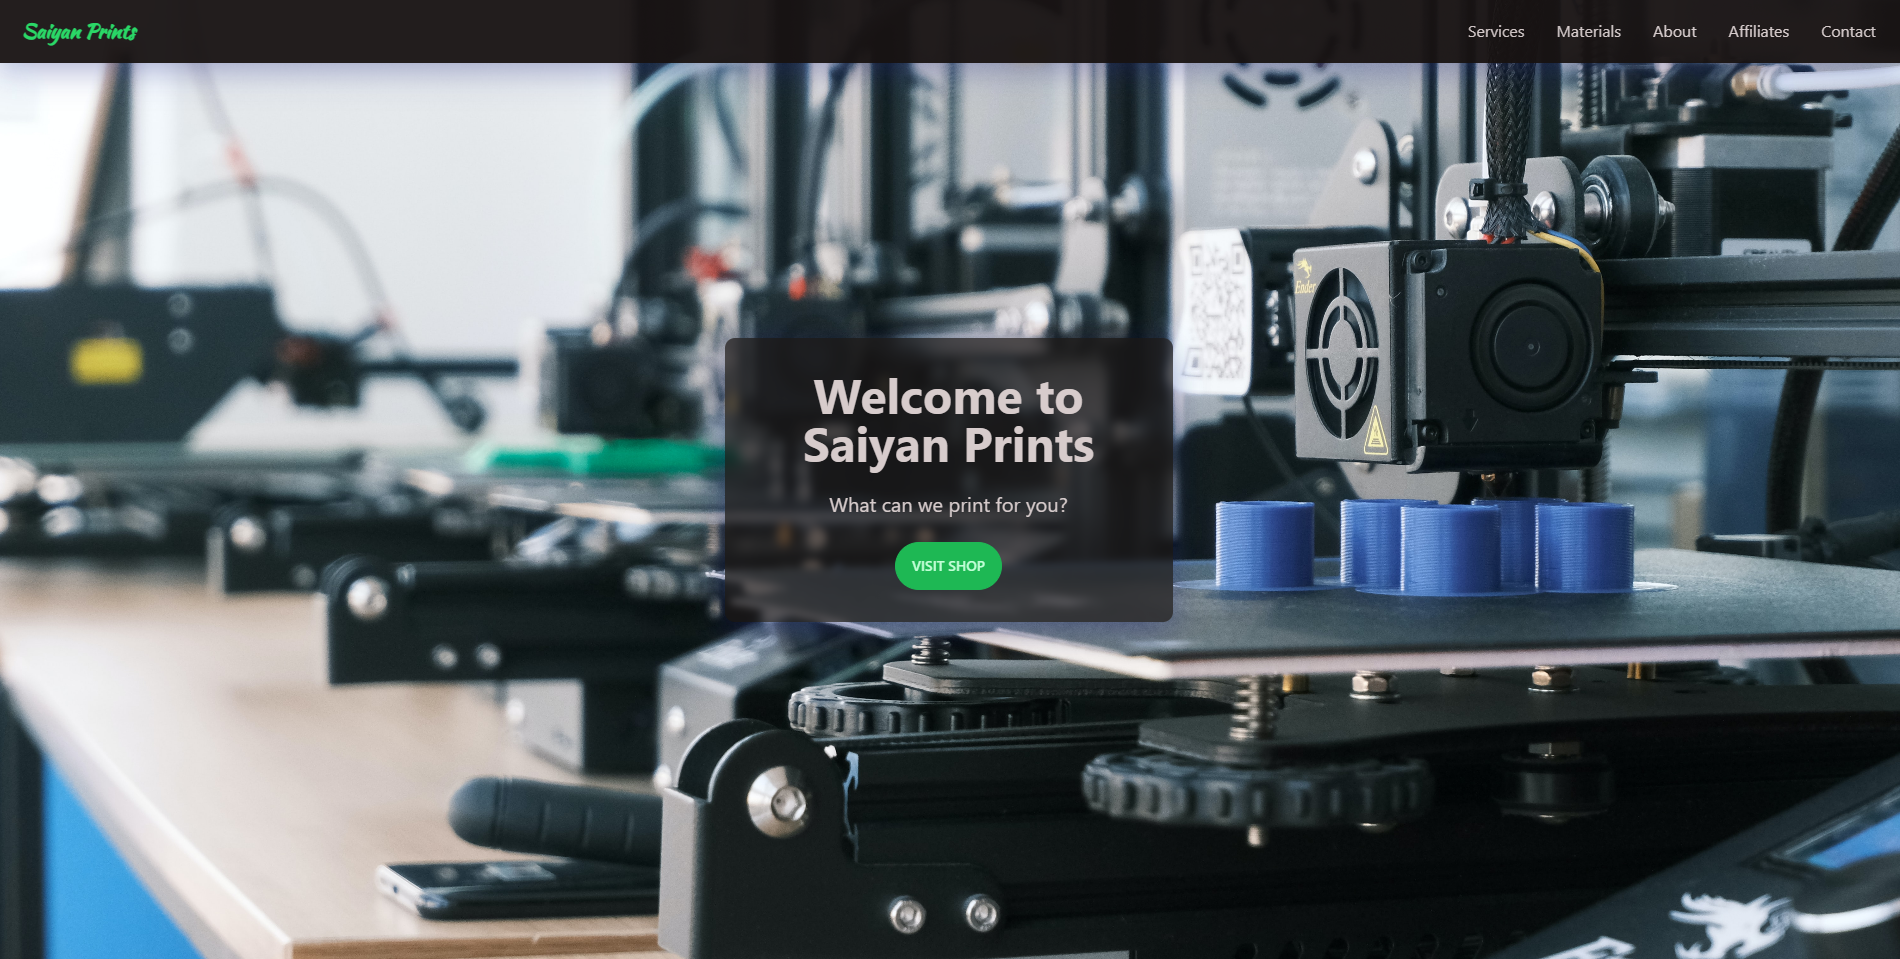 Saiyan Prints
Services
Materials
About
Affiliates
Contact
Ender
Welcome to
Saiyan Prints
What can we print for you?
VISIT SHOP